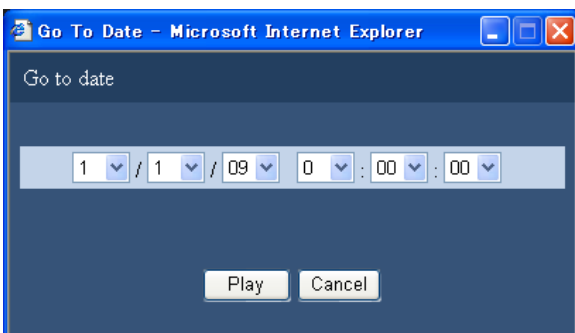 Go To Date - Microsoft Internet Explorer
Go to date
1 / 1 / 09 0 : 00 : 00
Play Cancel